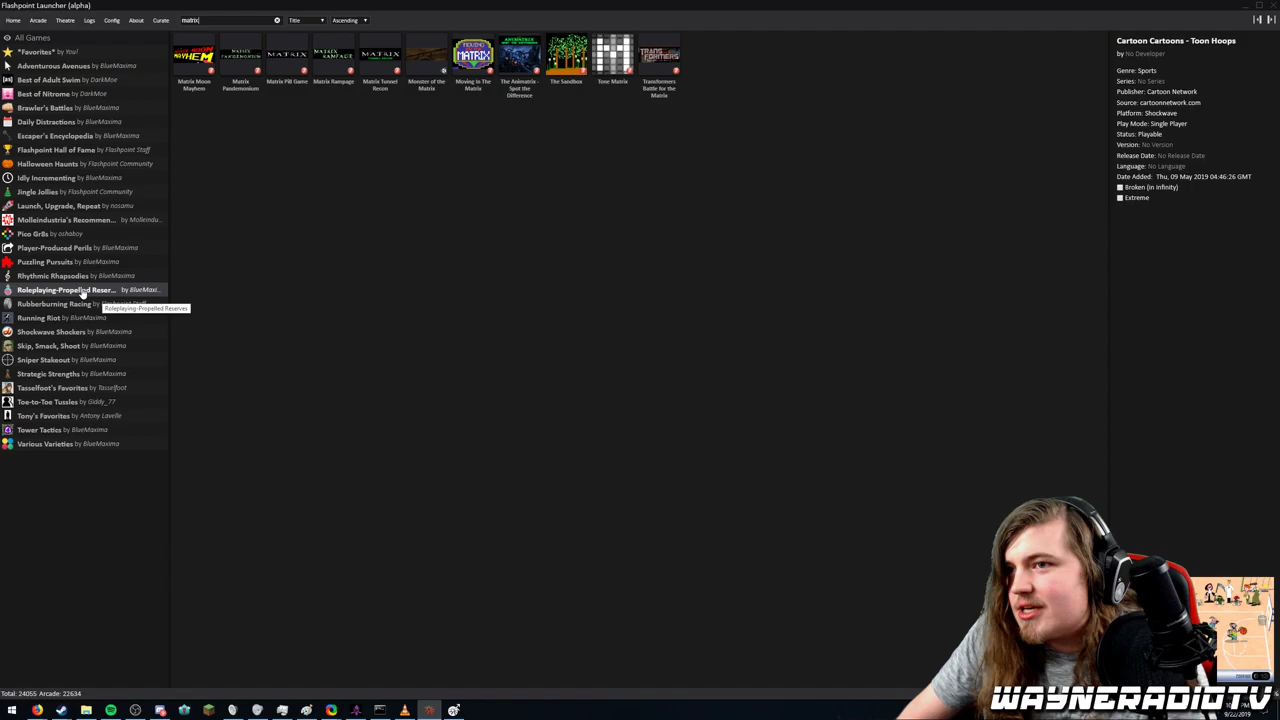 Flashpoint Launcher (alpha)
Home Arcade Theatre Logs Config About Curate matrix Title Ascending
All Games
*Favorites* by You!
Adventurous Avenues by BlueMaxima
Best of Adult Swim by DarkMoe
Best of Nitrome by DarkMoe
Brawler's Battles by BlueMaxima
Daily Distractions by BlueMaxima
Escaper's Encyclopedia by BlueMaxima
Flashpoint Hall of Fame by Flashpoint Staff
Halloween Haunts by Flashpoint Community
Idly Incrementing by BlueMaxima
Jingle Jollies by Flashpoint Community
Launch, Upgrade, Repeat by nosamu
Molleindustria's Recommen... by Molleindu...
Pico Gr8s by oshaboy
Player-Produced Perils by BlueMaxima
Puzzling Pursuits by BlueMaxima
Rhythmic Rhapsodies by BlueMaxima
Roleplaying-Propelled Reser... by BlueMaxi...
Rubberburning Racing by
Roleplaying-Propelled Reserves
Running Riot by BlueMaxima
Shockwave Shockers by BlueMaxima
Skip, Smack, Shoot by BlueMaxima
Sniper Stakeout by BlueMaxima
Strategic Strengths by BlueMaxima
Tasselfoot's Favorites by Tasselfoot
Toe-to-Toe Tussles by Giddy_77
Tony's Favorites by Antony Lavelle
Tower Tactics by BlueMaxima
Various Varieties by BlueMaxima
Matrix Moon
Mayhem
Matrix
Pandemonium
Matrix Pill Game
Matrix Rampage
Matrix Tunnel
Recon
Monster of the
Matrix
Moving In The
Matrix
The Animatrix -
Spot the
Difference
The Sandbox
Tone Matrix
Transformers
Battle for the
Matrix
Cartoon Cartoons - Toon Hoops
by No Developer
Genre: Sports
Series: No Series
Publisher: Cartoon Network
Source: cartoonnetwork.com
Platform: Shockwave
Play Mode: Single Player
Status: Playable
Version: No Version
Release Date: No Release Date
Language: No Language
Date Added: Thu, 09 May 2019 04:46:26 GMT
Broken (in Infinity)
Extreme
Total: 24055 Arcade: 22634
WAYNERADIOTV
9/22/2019